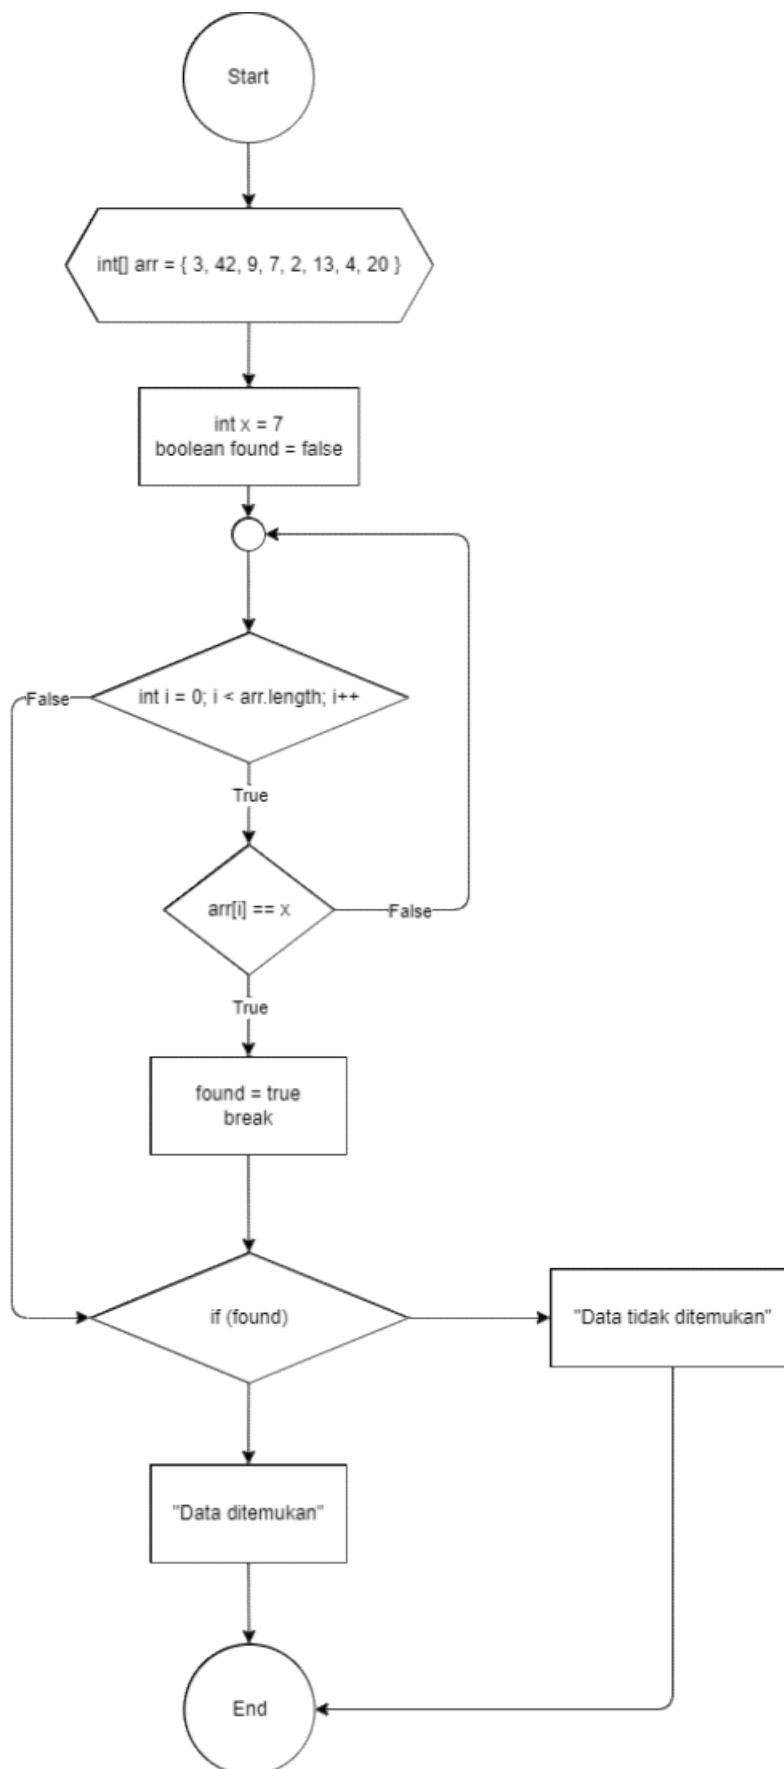 Start
int[] arr = { 3, 42, 9, 7, 2, 13, 4, 20 }
int x = 7
boolean found = false
False
int i = 0; i < arr.length; i++
True
arr[i] == x
False
True
found = true
break
if (found)
"Data tidak ditemukan"
"Data ditemukan"
End